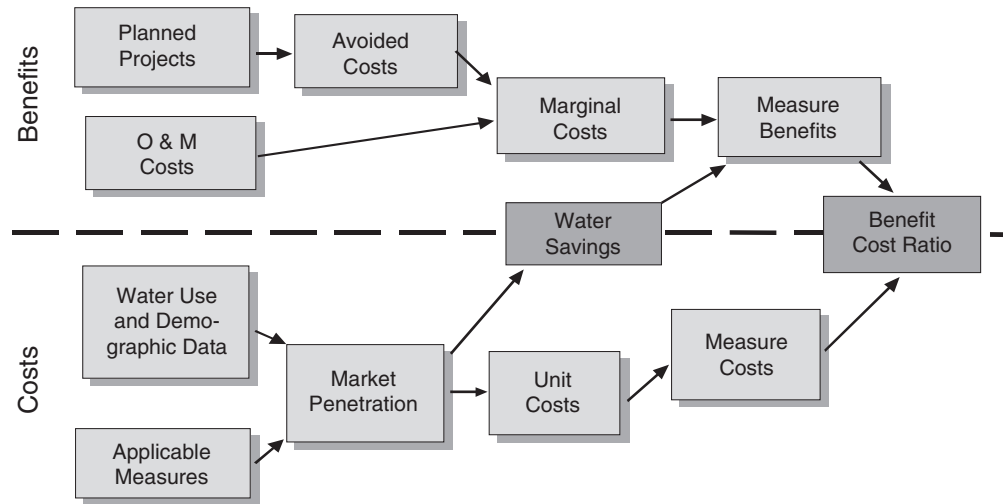 Benefits
Planned
Projects
Avoided
Costs
O & M
Costs
Marginal
Costs
Measure
Benefits
Water
Savings
Benefit
Cost Ratio
Costs
Water Use
and Demo-
graphic Data
Applicable
Measures
Market
Penetration
Unit
Costs
Measure
Costs